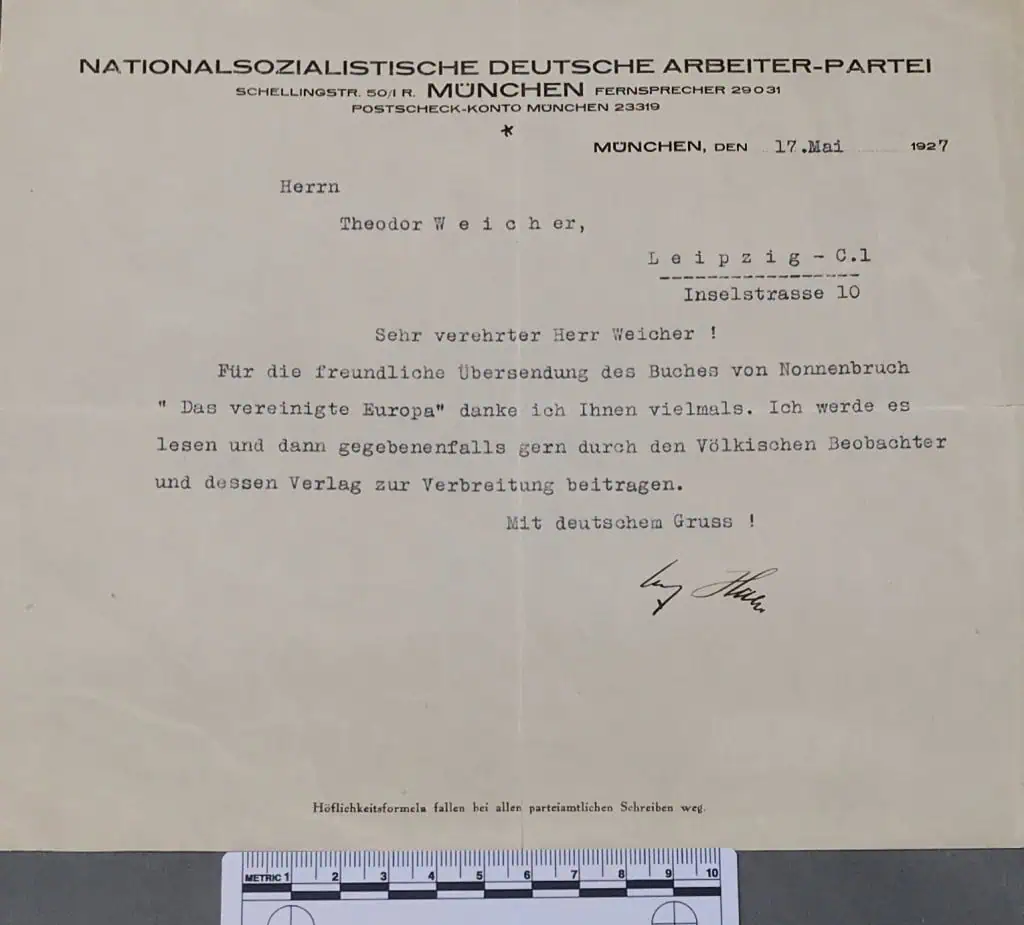 NATIONALSOZIALISTISCHE DEUTSCHE ARBEITER-PARTEI
SCHELLINGSTR. 50/I R. MÜNCHEN FERNSPRECHER 29031
POSTSCHECK-KONTO MÜNCHEN 23319
MÜNCHEN, DEN 17.Mai 1927
Herrn
Theodor W e i c h er,
L e i p z i g - C.1
Inselstrasse 10
Sehr verehrter Herr Weicher !
Für die freundliche Übersendung des Buches von Nonnenbruch
" Das vereinigte Europa" danke ich Ihnen vielmals. Ich werde es
lesen und dann gegebenenfalls gern durch den Völkischen Beobachter
und dessen Verlag zur Verbreitung beitragen.
Mit deutschem Gruss !
Höflichkeitsformeln fallen bei allen parteiamtlichen Schreiben weg.
METRIC 1 2 3 4 5 6 7 8 9 10